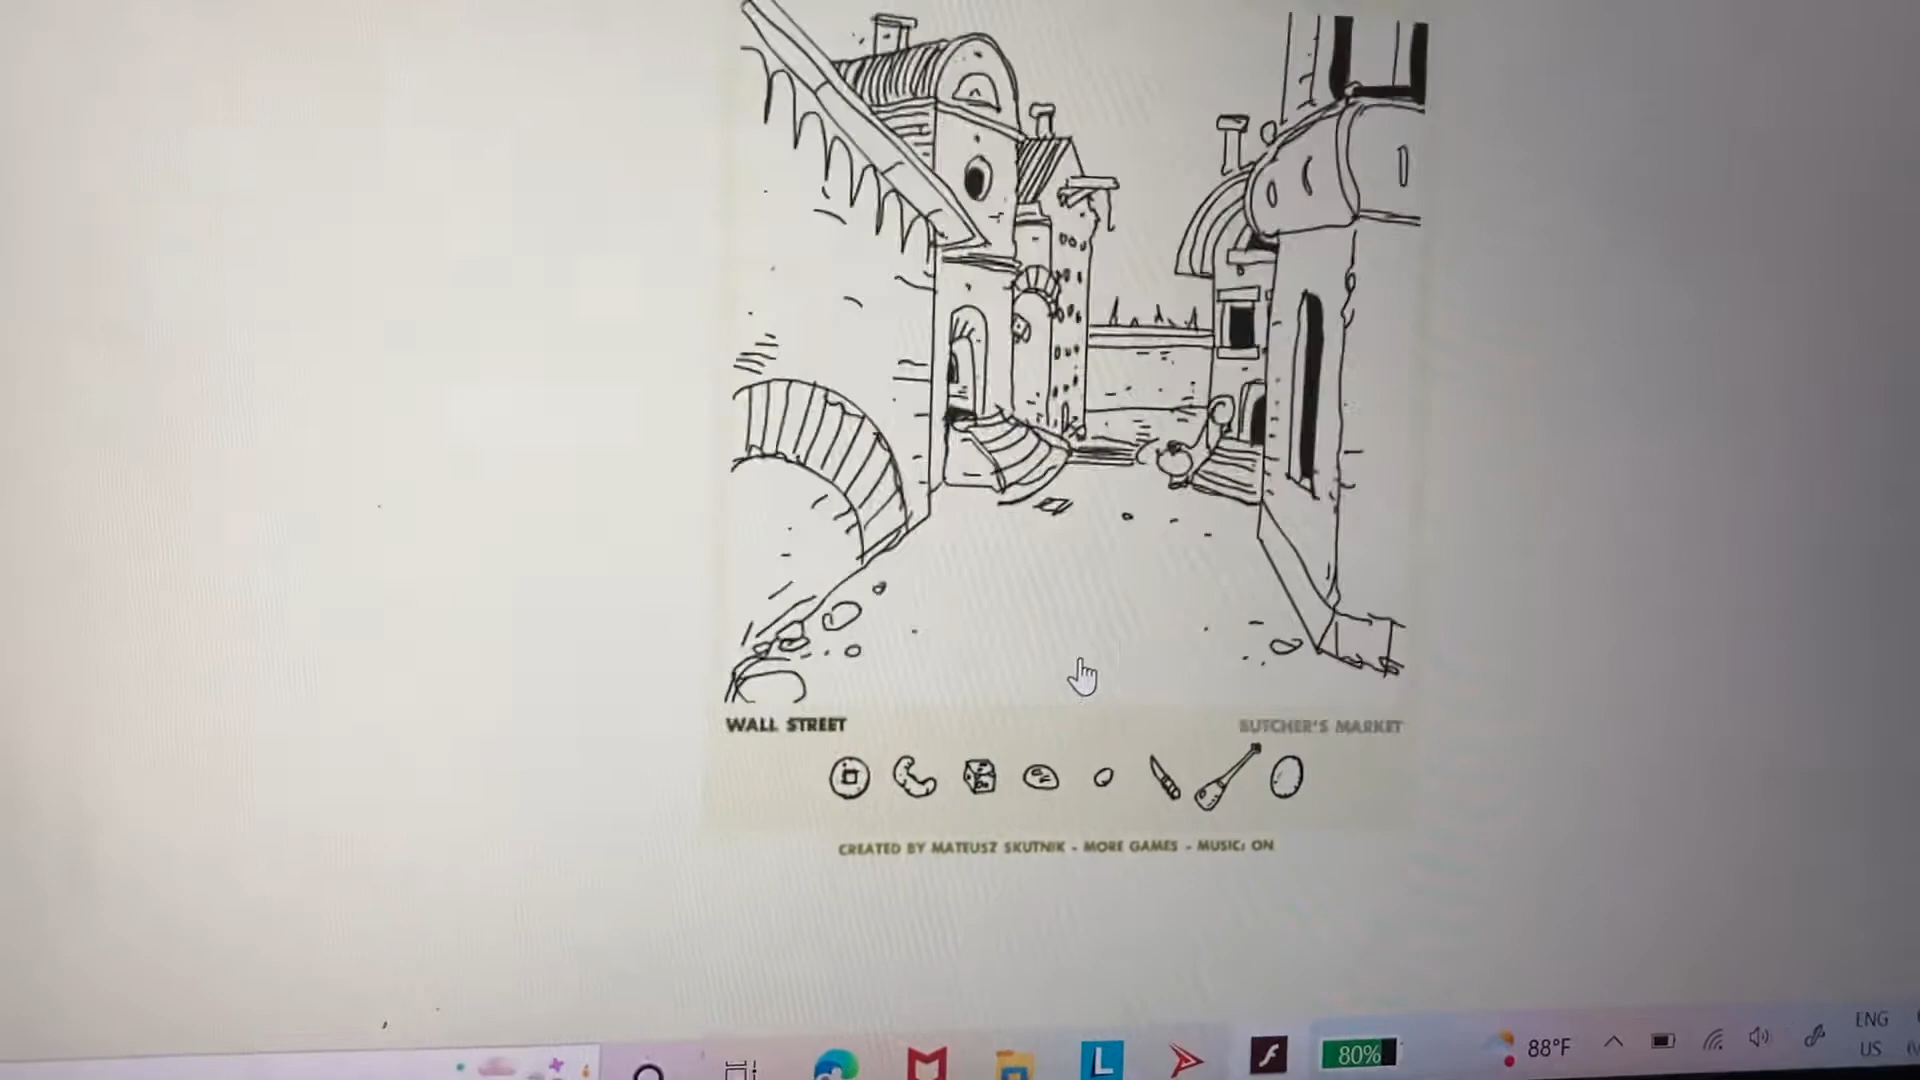 WALL STREET
BUTCHER'S MARKET
CREATED BY MATEUSZ SKUTNIK - MORE GAMES - MUSIC: ON
80%
88°F
ENG
US